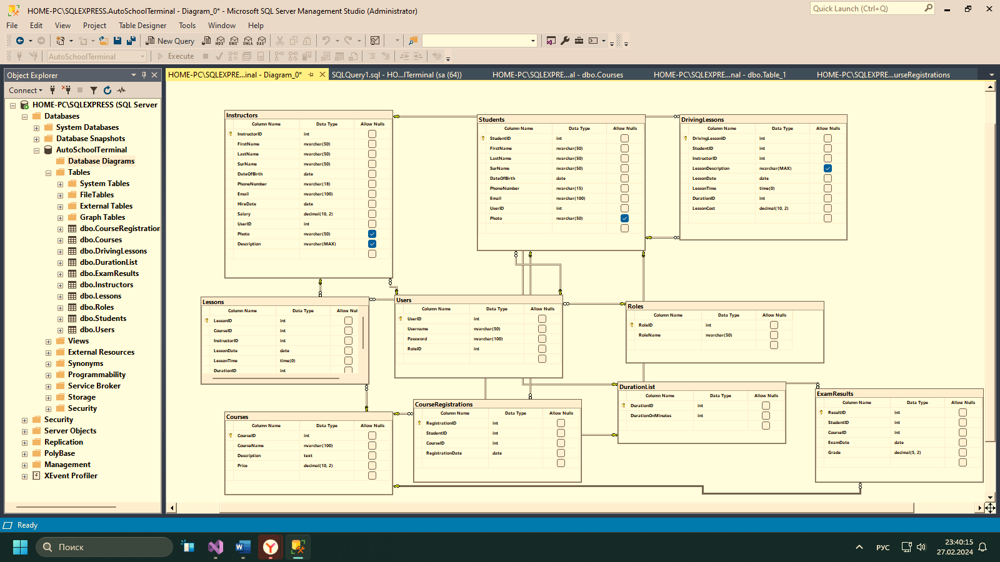 HOME-PC\SQLEXPRESS.AutoSchoolTerminal - Diagram_0* - Microsoft SQL Server Management Studio (Administrator)
Quick Launch (Ctrl+Q)
File Edit View Project Table Designer Tools Window Help
New Query MDX DMX XMLA DAX
AutoSchoolTerminal Execute
Object Explorer
HOME-PC\SQLEXPRE...inal - Diagram_0* SQLQuery1.sql - HO...lTerminal (sa (64)) HOME-PC\SQLEXPRE...al - dbo.Courses HOME-PC\SQLEXPRE...nal - dbo.Table_1 HOME-PC\SQLEXPRE...urseRegistrations
Connect
HOME-PC\SQLEXPRESS (SQL Server
Databases
System Databases
Database Snapshots
AutoSchoolTerminal
Database Diagrams
Tables
System Tables
FileTables
External Tables
Graph Tables
dbo.CourseRegistration
dbo.Courses
dbo.DrivingLessons
dbo.DurationList
dbo.ExamResults
dbo.Instructors
dbo.Lessons
dbo.Roles
dbo.Students
dbo.Users
Views
External Resources
Synonyms
Programmability
Service Broker
Storage
Security
Security
Server Objects
Replication
PolyBase
Management
XEvent Profiler
Instructors
Column Name Data Type Allow Nulls
InstructorID int
FirstName nvarchar(50)
LastName nvarchar(50)
SurName nvarchar(50)
DateOfBirth date
PhoneNumber nvarchar(18)
Email nvarchar(100)
HireDate date
Salary decimal(10, 2)
UserID int
Photo nvarchar(50)
Description nvarchar(MAX)
Students
Column Name Data Type Allow Nulls
StudentID int
FirstName nvarchar(50)
LastName nvarchar(50)
SurName nvarchar(50)
DateOfBirth date
PhoneNumber nvarchar(15)
Email nvarchar(100)
UserID int
Photo nvarchar(50)
DrivingLessons
Column Name Data Type Allow Nulls
DrivingLessonID int
StudentID int
InstructorID int
LessonDescription nvarchar(MAX)
LessonDate date
LessonTime time(0)
DurationID int
LessonCost decimal(10, 2)
Lessons
Column Name Data Type Allow Nul
LessonID int
CourseID int
InstructorID int
LessonDate date
LessonTime time(0)
DurationID int
Users
Column Name Data Type Allow Nulls
UserID int
Username nvarchar(50)
Password nvarchar(100)
RoleID int
Roles
Column Name Data Type Allow Nulls
RoleID int
RoleName nvarchar(50)
Courses
Column Name Data Type Allow Nulls
CourseID int
CourseName nvarchar(100)
Description text
Price decimal(10, 2)
CourseRegistrations
Column Name Data Type Allow Nulls
RegistrationID int
StudentID int
CourseID int
RegistrationDate date
DurationList
Column Name Data Type Allow Nulls
DurationID int
DurationOnMinutes int
ExamResults
Column Name Data Type Allow Nulls
ResultID int
StudentID int
CourseID int
ExamDate date
Grade decimal(5, 2)
Ready
Поиск
РУС
23:40:15
27.02.2024